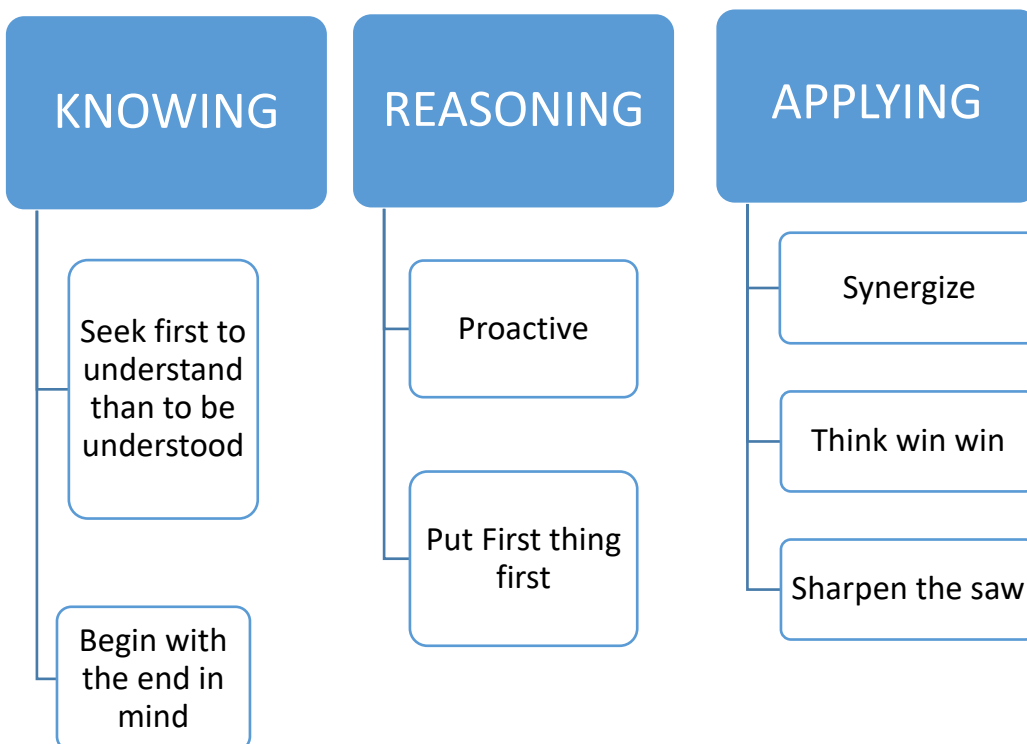 KNOWING
Seek first to
understand
than to be
understood
Begin with
the end in
mind
REASONING
Proactive
Put First thing
first
APPLYING
Synergize
Think win win
Sharpen the saw